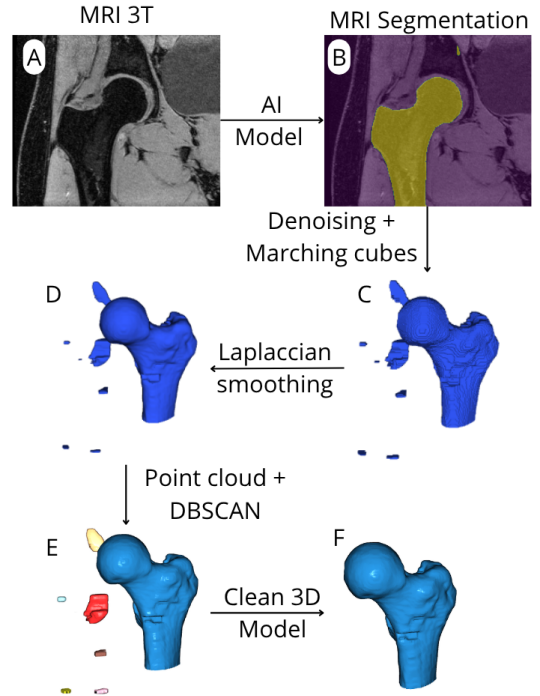 MRI 3T
MRI Segmentation
A
B
AI
Model
Denoising +
Marching cubes
D
C
Laplaccian
smoothing
Point cloud +
DBSCAN
E
F
Clean 3D
Model